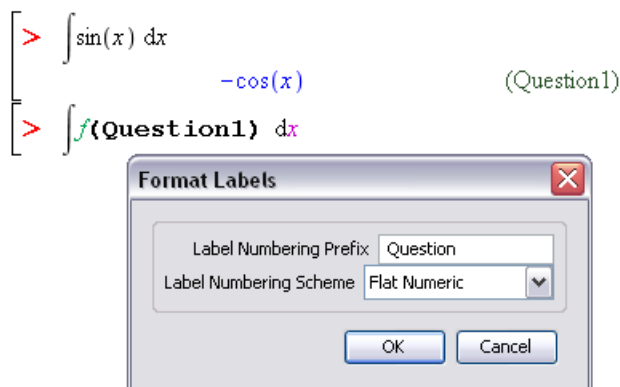 > ∫sin(x) dx
-cos(x) (Question1)
> ∫f(Question1) dx
Format Labels
Label Numbering Prefix Question
Label Numbering Scheme Flat Numeric
OK Cancel